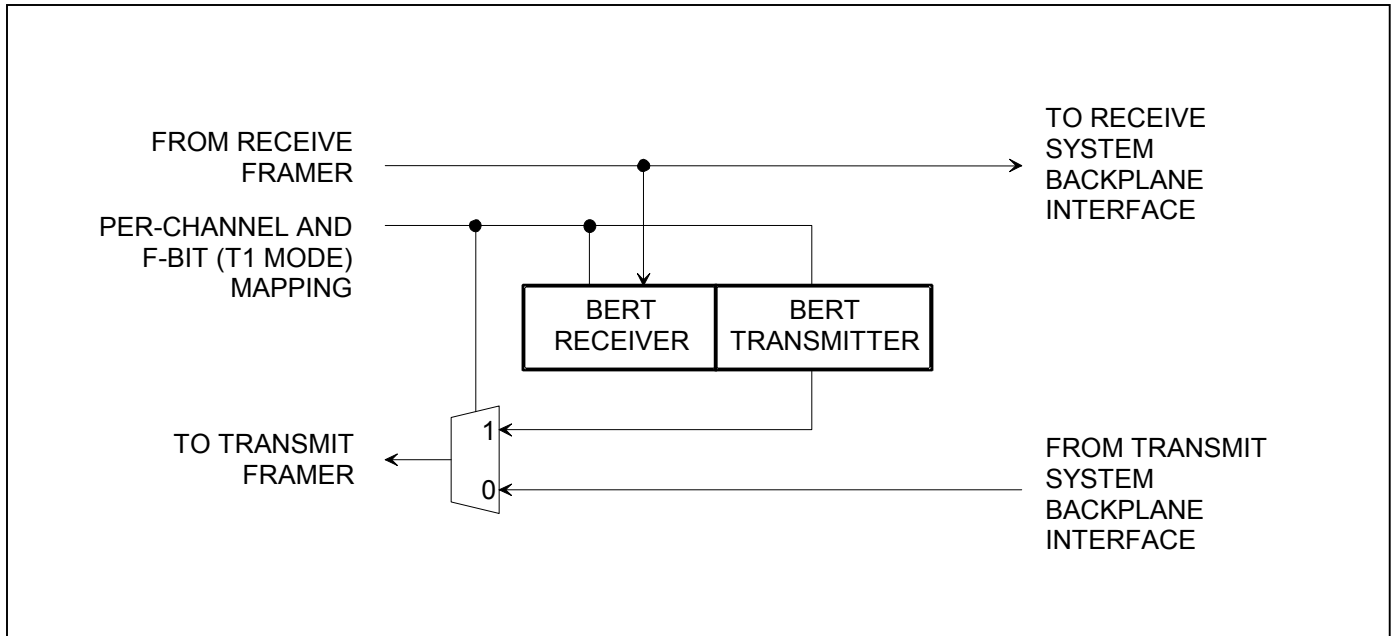 FROM RECEIVE
FRAMER
TO RECEIVE
SYSTEM
BACKPLANE
INTERFACE
PER-CHANNEL AND
F-BIT (T1 MODE)
MAPPING
BERT
RECEIVER
BERT
TRANSMITTER
TO TRANSMIT
FRAMER
1
0
FROM TRANSMIT
SYSTEM
BACKPLANE
INTERFACE